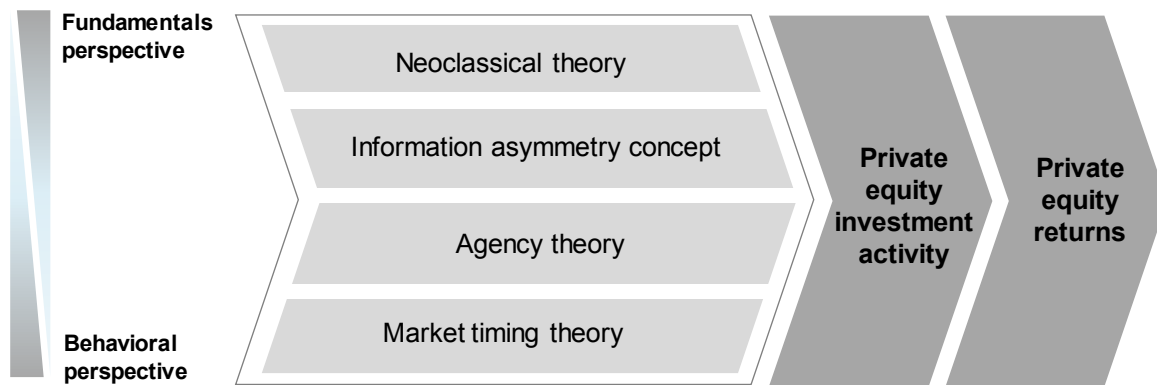 Fundamentals
perspective
Neoclassical theory
Information asymmetry concept
Agency theory
Market timing theory
Behavioral
perspective
Private
equity
investment
activity
Private
equity
returns